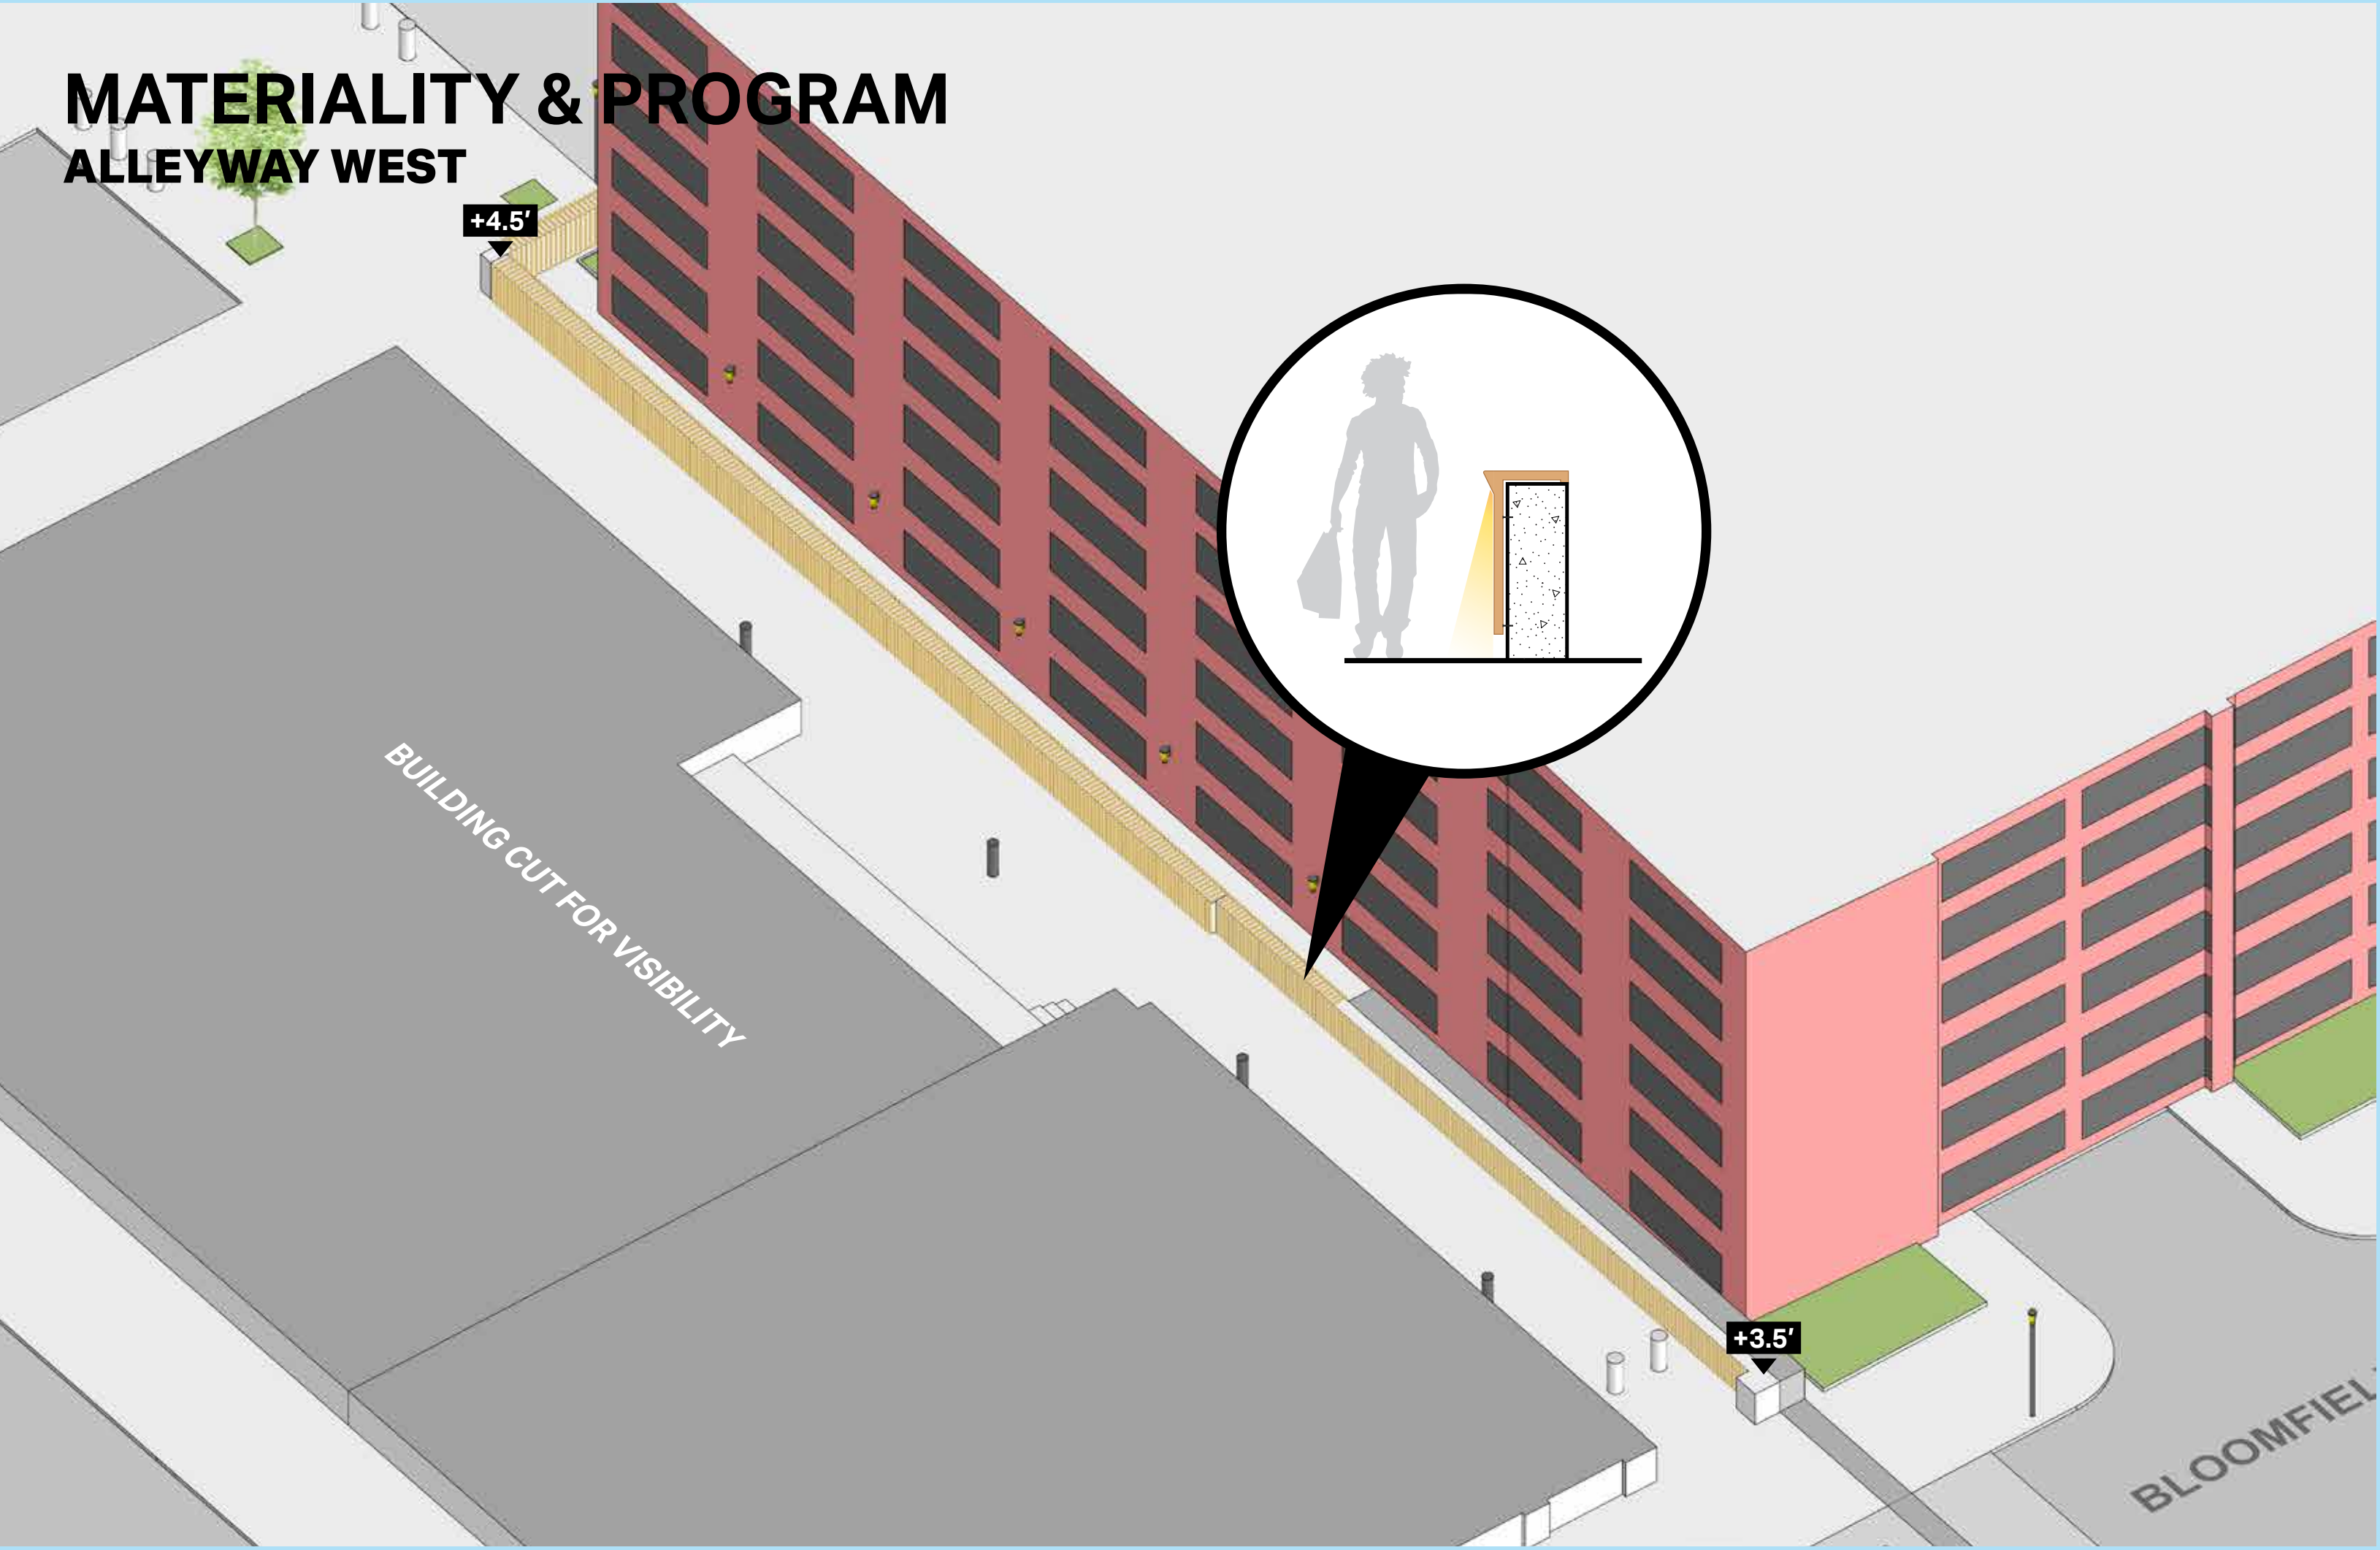 MATERIALITY & PROGRAM
ALLEYWAY WEST
+4.5′
BUILDING CUT FOR VISIBILITY
+3.5′
BLOOMFIEL